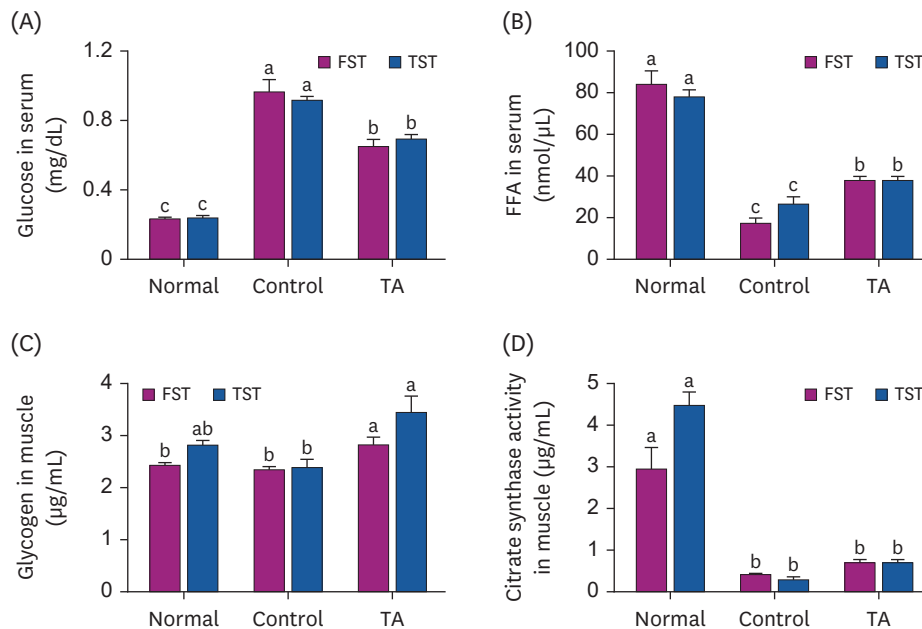 (A)
Glucose in serum
(mg/dL)
1.2
0.8
0.4
0
FST TST
c c
a a
b b
Normal Control TA
(B)
FFA in serum
(nmol/µL)
100
80
60
40
20
0
FST TST
a a
c c
b b
Normal Control TA
(C)
Glycogen in muscle
(µg/mL)
4
3
2
1
0
FST TST
b ab
b b
a a
Normal Control TA
(D)
Citrate synthase activity
in muscle (µg/mL)
5
4
3
2
1
0
FST TST
a a
b b
b b
Normal Control TA